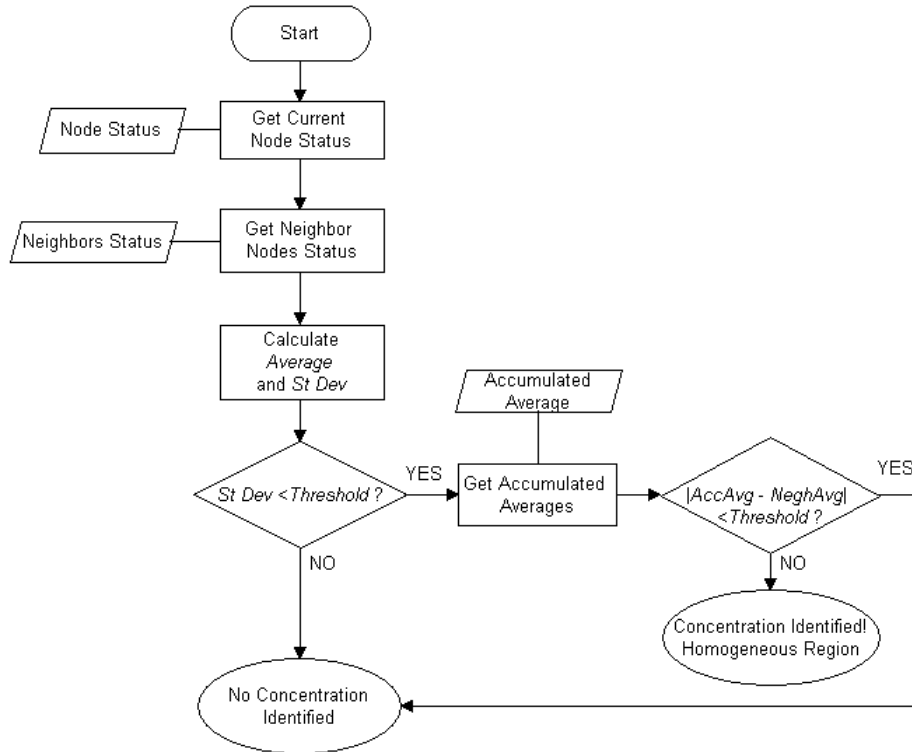 Start
Node Status
Get Current
Node Status
Neighbors Status
Get Neighbor
Nodes Status
Calculate
Average
and St Dev
Accumulated
Average
St Dev <Threshold ?
YES
Get Accumulated
Averages
|AccAvg - NeghAvg|
<Threshold ?
YES
NO
NO
Concentration Identified!
Homogeneous Region
No Concentration
Identified